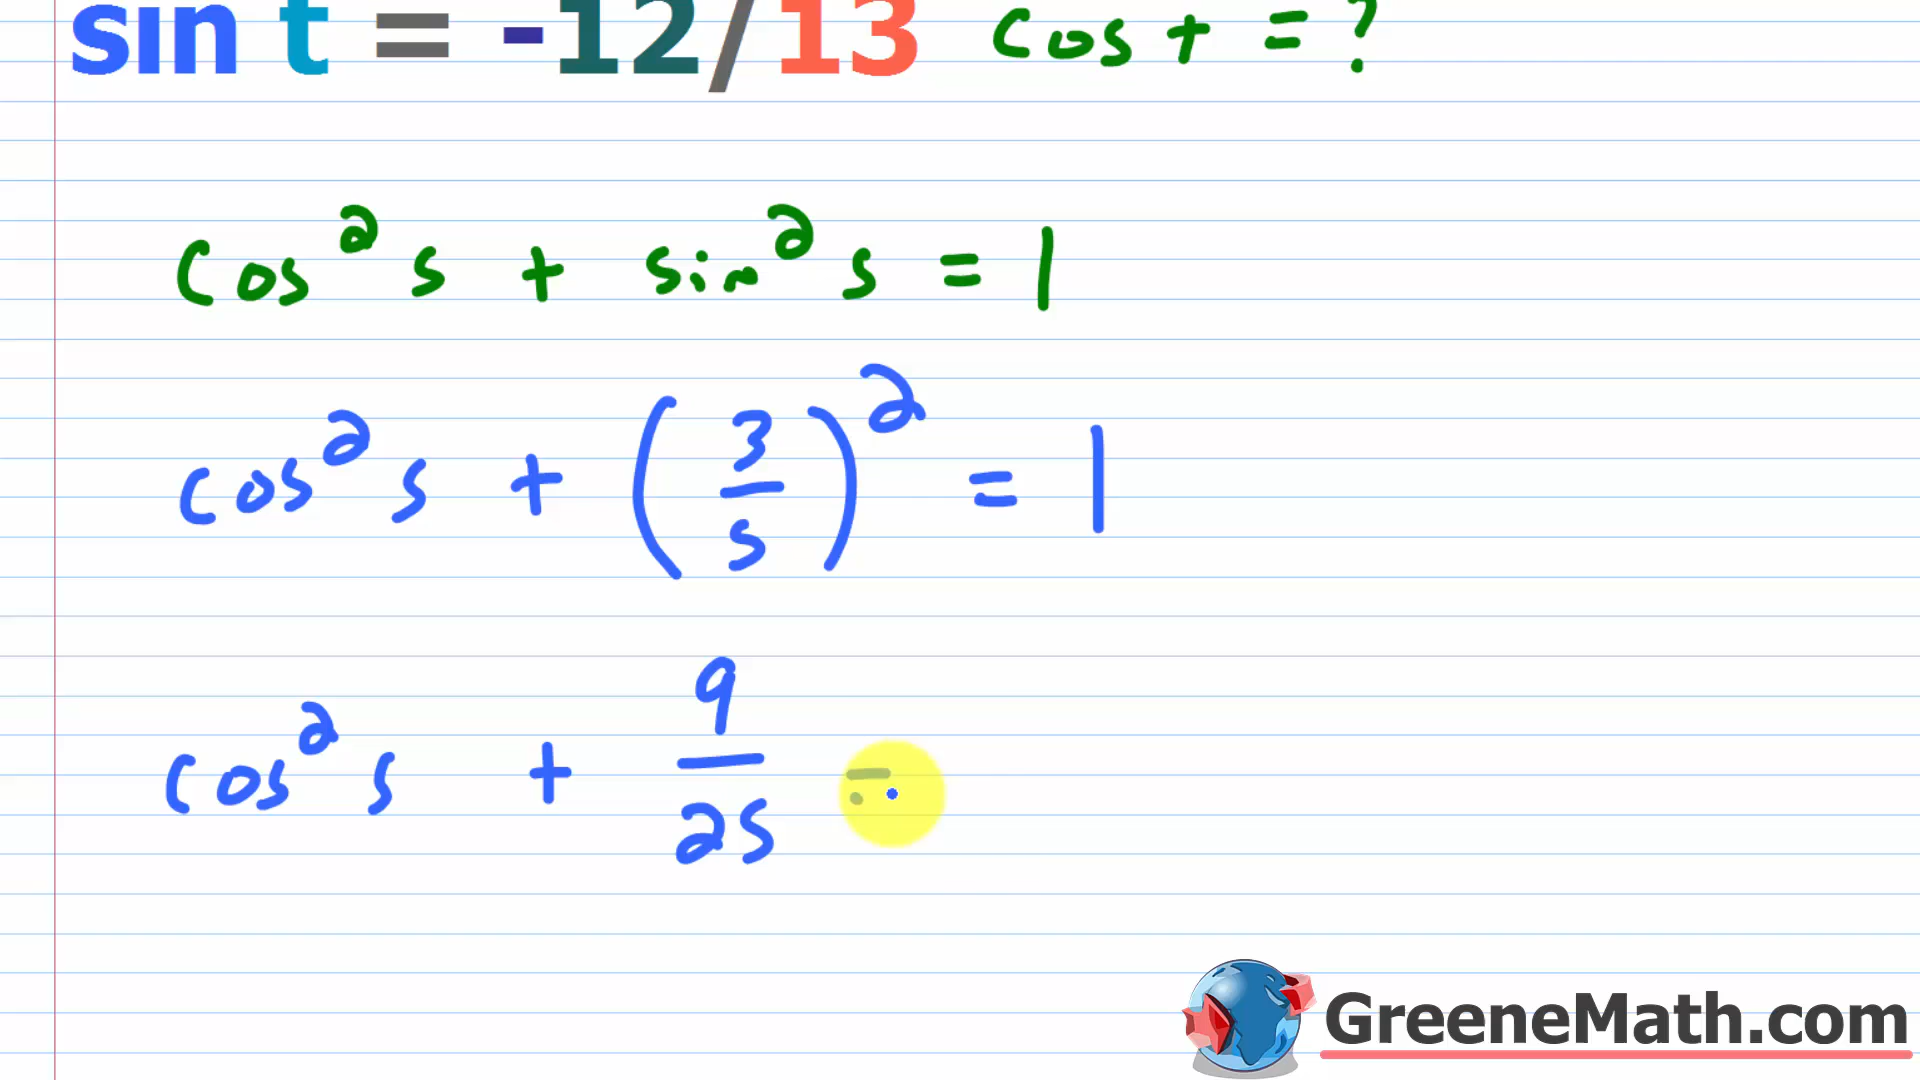 sin t = -12/13 cos t = ?
cos² s + sin² s = 1
cos² s + (3/5)² = 1
cos² s + 9/25 =
GreeneMath.com